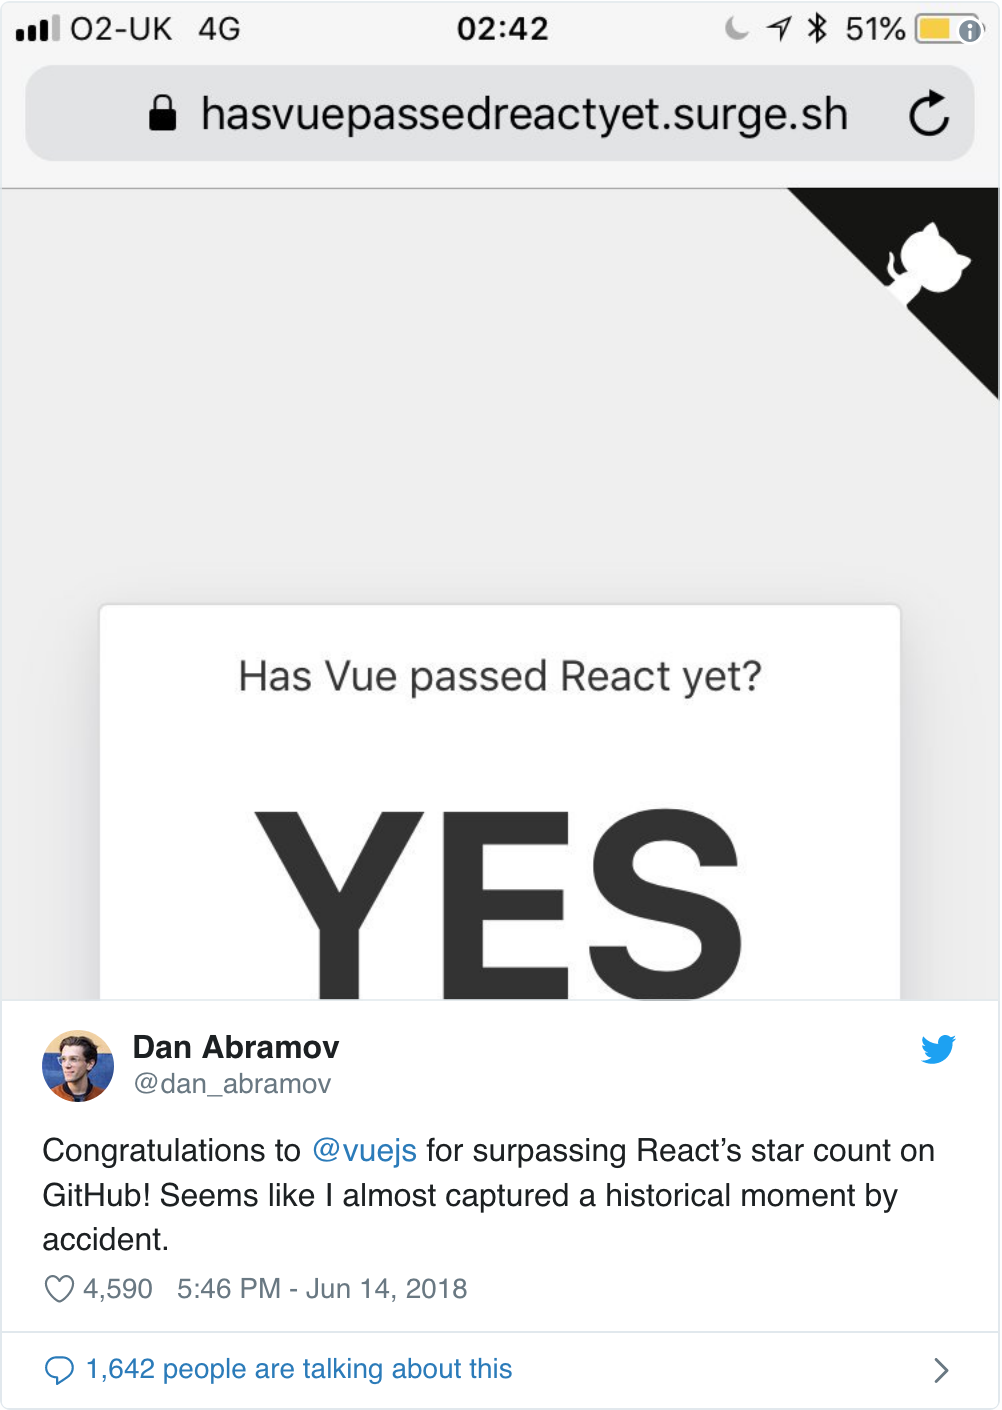 O2-UK 4G 02:42 51%
hasvuepassedreactyet.surge.sh
Has Vue passed React yet?
YES
Dan Abramov
@dan_abramov
Congratulations to @vuejs for surpassing React’s star count on
GitHub! Seems like I almost captured a historical moment by
accident.
4,590 5:46 PM - Jun 14, 2018
1,642 people are talking about this